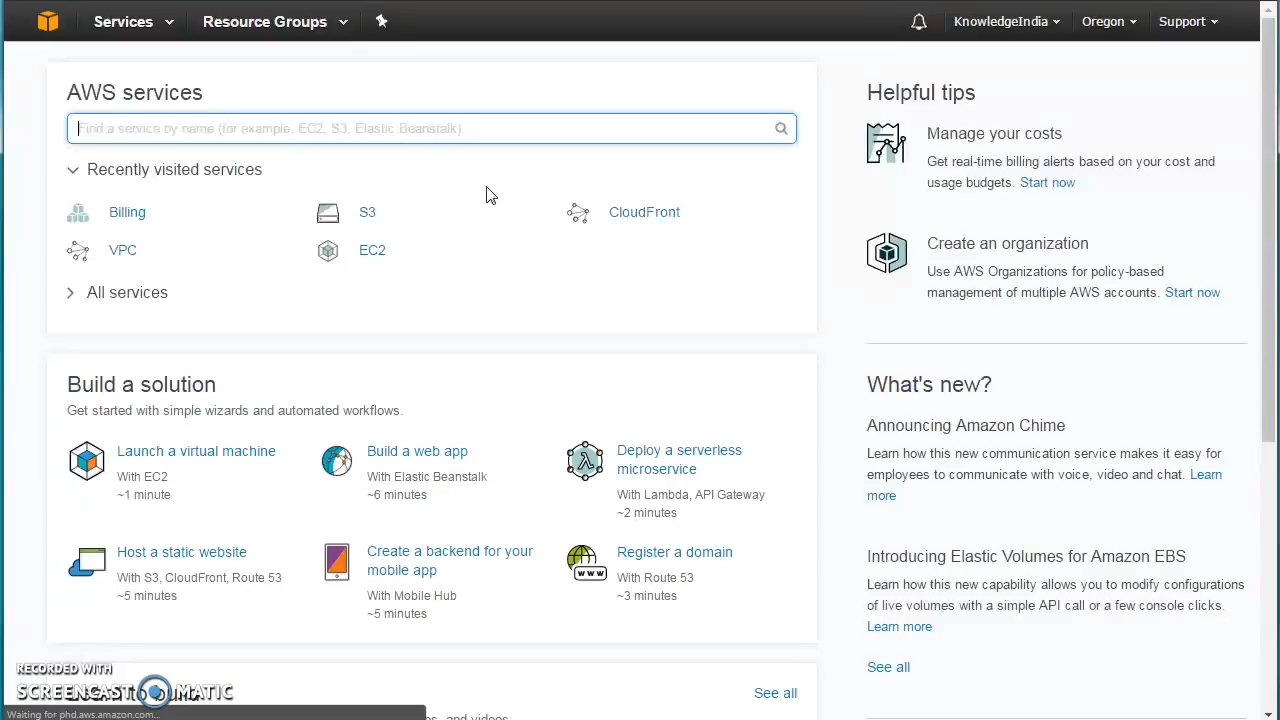 Services
Resource Groups
KnowledgeIndia
Oregon
Support
AWS services
Find a service by name (for example, EC2, S3, Elastic Beanstalk).
Recently visited services
Billing
S3
CloudFront
VPC
EC2
All services
Build a solution
Get started with simple wizards and automated workflows.
Launch a virtual machine
With EC2
~1 minute
Build a web app
With Elastic Beanstalk
~6 minutes
Deploy a serverless
microservice
With Lambda, API Gateway
~2 minutes
Host a static website
With S3, CloudFront, Route 53
~5 minutes
Create a backend for your
mobile app
With Mobile Hub
~5 minutes
Register a domain
With Route 53
~3 minutes
See all
and videos
Helpful tips
Manage your costs
Get real-time billing alerts based on your cost and
usage budgets. Start now
Create an organization
Use AWS Organizations for policy-based
management of multiple AWS accounts. Start now
What's new?
Announcing Amazon Chime
Learn how this new communication service makes it easy for
employees to communicate with voice, video and chat. Learn
more
Introducing Elastic Volumes for Amazon EBS
Learn how this new capability allows you to modify configurations
of live volumes with a simple API call or a few console clicks.
Learn more
See all
RECORDED WITH
SCREENCAST MATIC
Waiting for phd.aws.amazon.com...